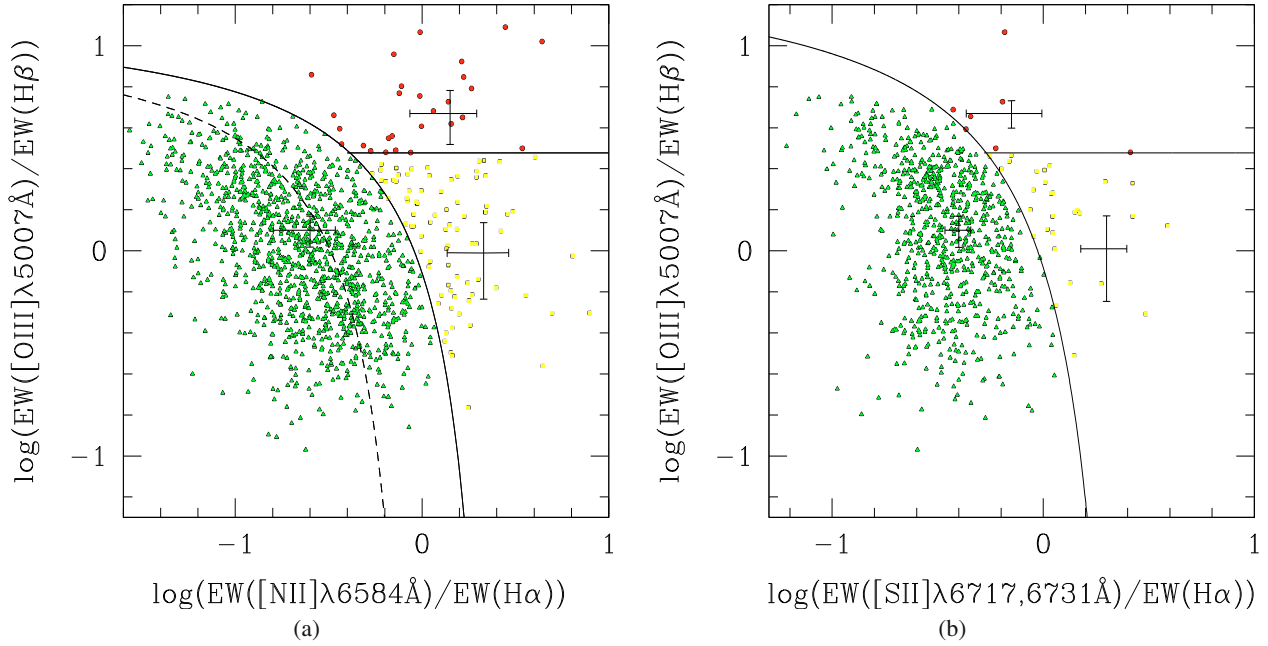 log(EW([OIII]λ5007Å)/EW(Hβ))
1
0
−1
−1 0 1
log(EW([NII]λ6584Å)/EW(Hα))
(a)
log(EW([OIII]λ5007Å)/EW(Hβ))
1
0
−1
−1 0 1
log(EW([SII]λ6717,6731Å)/EW(Hα))
(b)